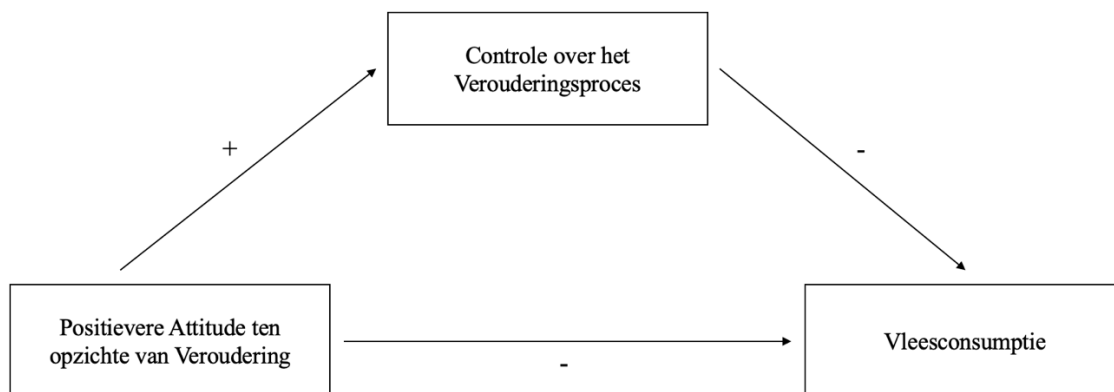 Controle over het
Verouderingsproces
+
-
Positievere Attitude ten
opzichte van Veroudering
-
Vleesconsumptie